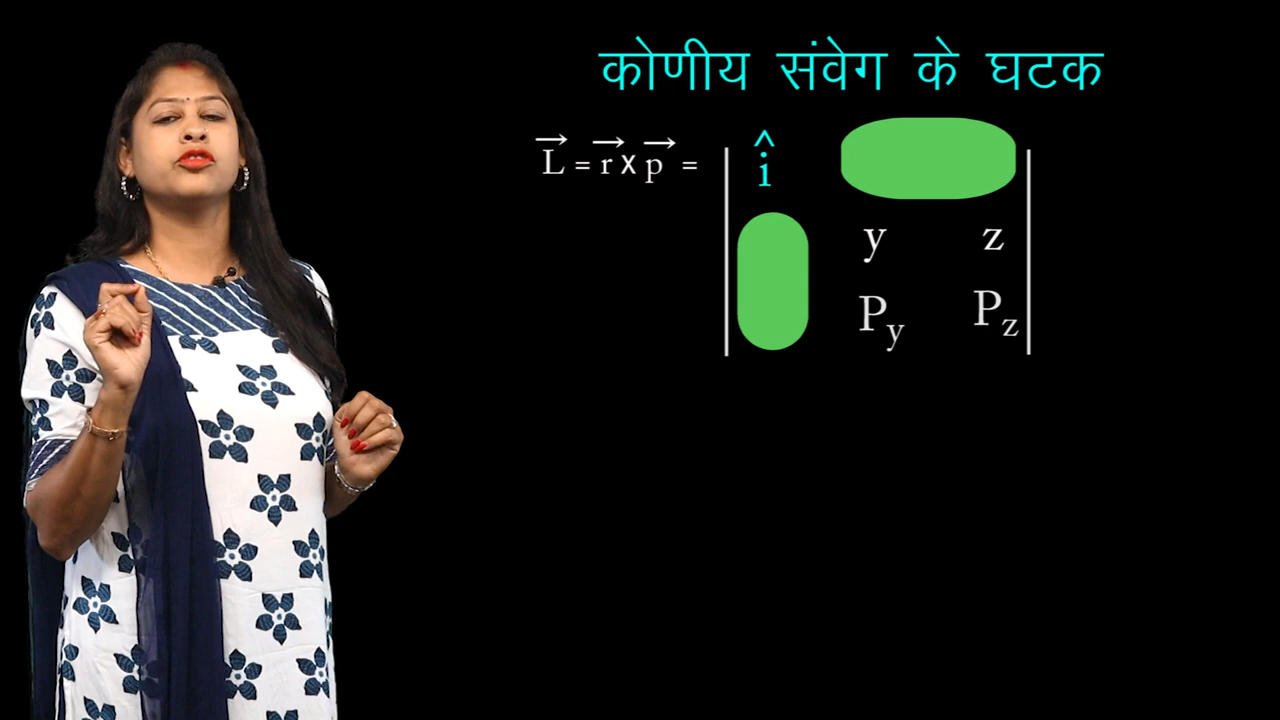 कोणीय संवेग के घटक
L = r x p = | i |
y z
Py Pz